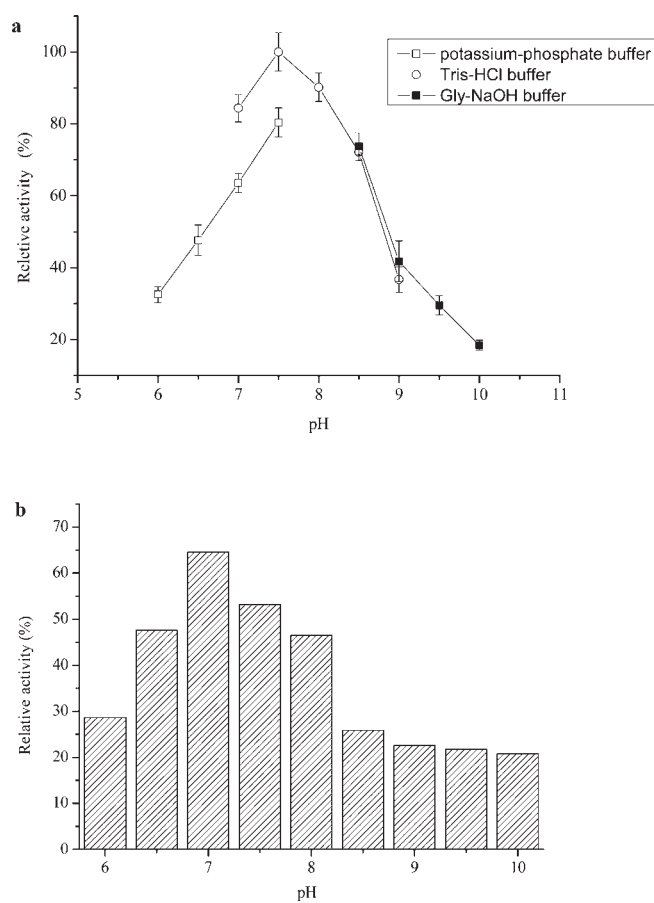 a
potassium-phosphate buffer
Tris-HCl buffer
Gly-NaOH buffer
Relctive activity (%)
100
80
60
40
20
5 6 7 8 9 10 11
pH
b
Relative activity (%)
70
60
50
40
30
20
10
0
6 7 8 9 10
pH